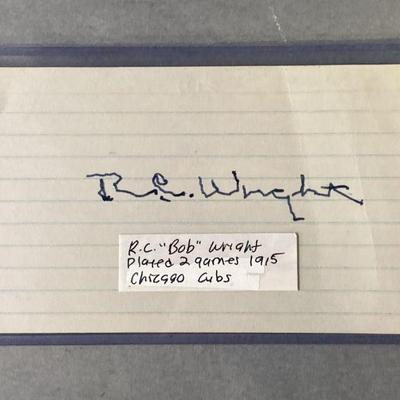 R.C. Wright
R.C. "Bob" Wright
Played 2 games 1915
Chicago Cubs